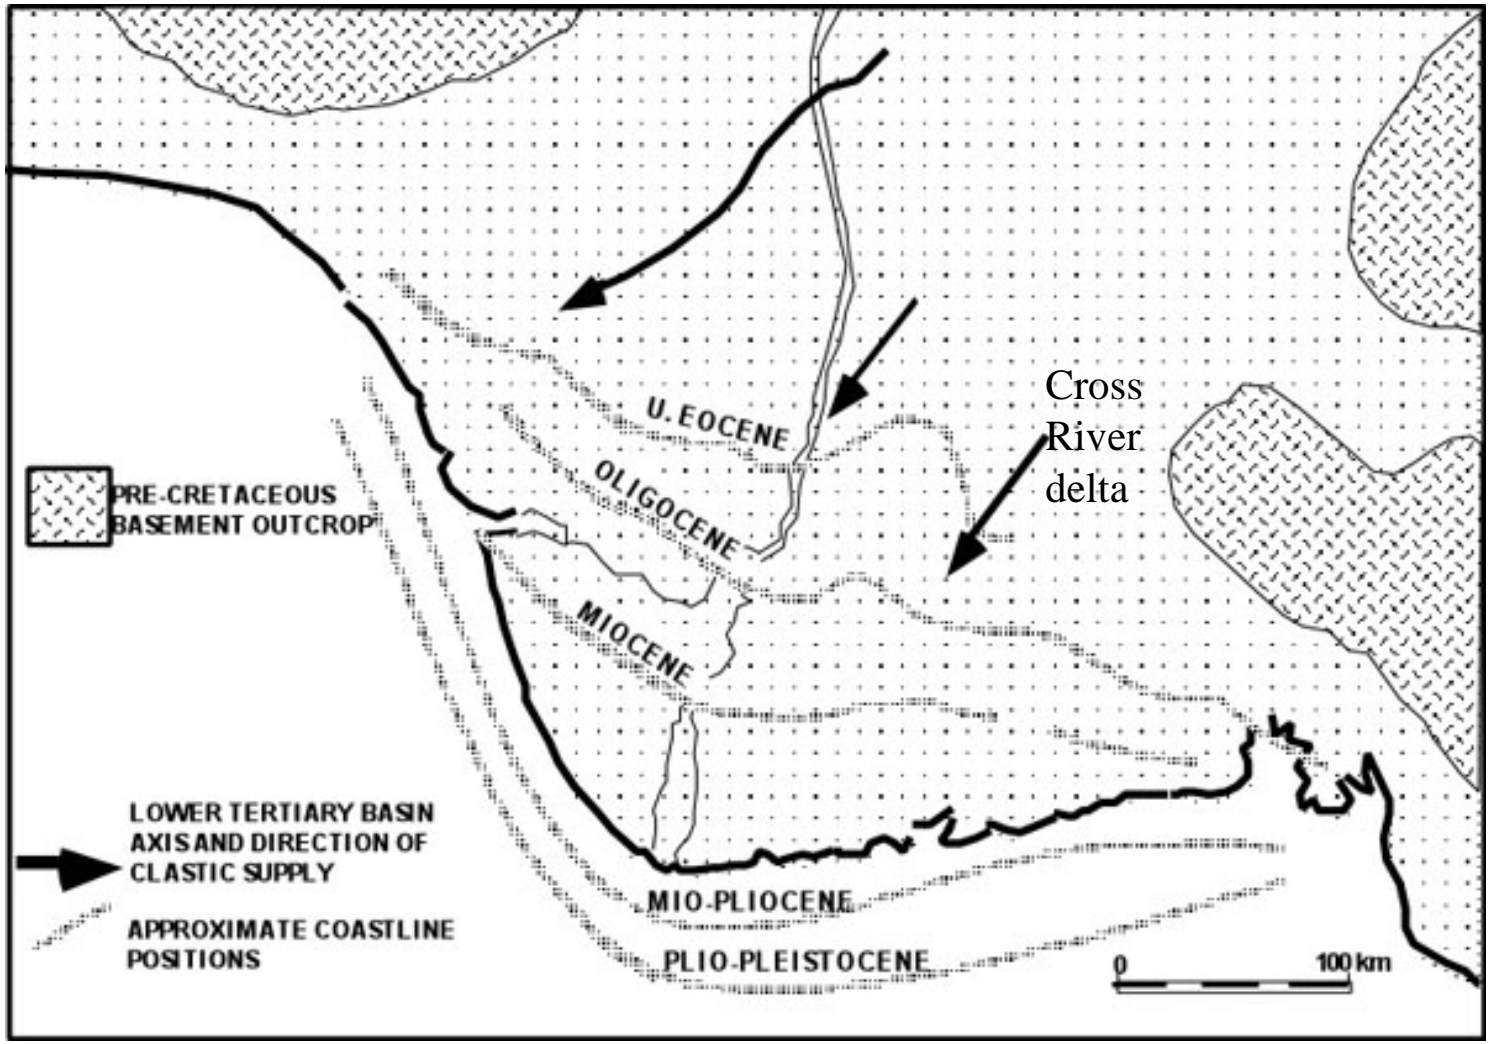 Cross
River
delta
U. EOCENE
OLIGOCENE
PRE-CRETACEOUS
BASEMENT OUTCROP
MIOCENE
LOWER TERTIARY BASIN
AXIS AND DIRECTION OF
CLASTIC SUPPLY
APPROXIMATE COASTLINE
POSITIONS
MIO-PLIOCENE
PLIO-PLEISTOCENE
0 100 km